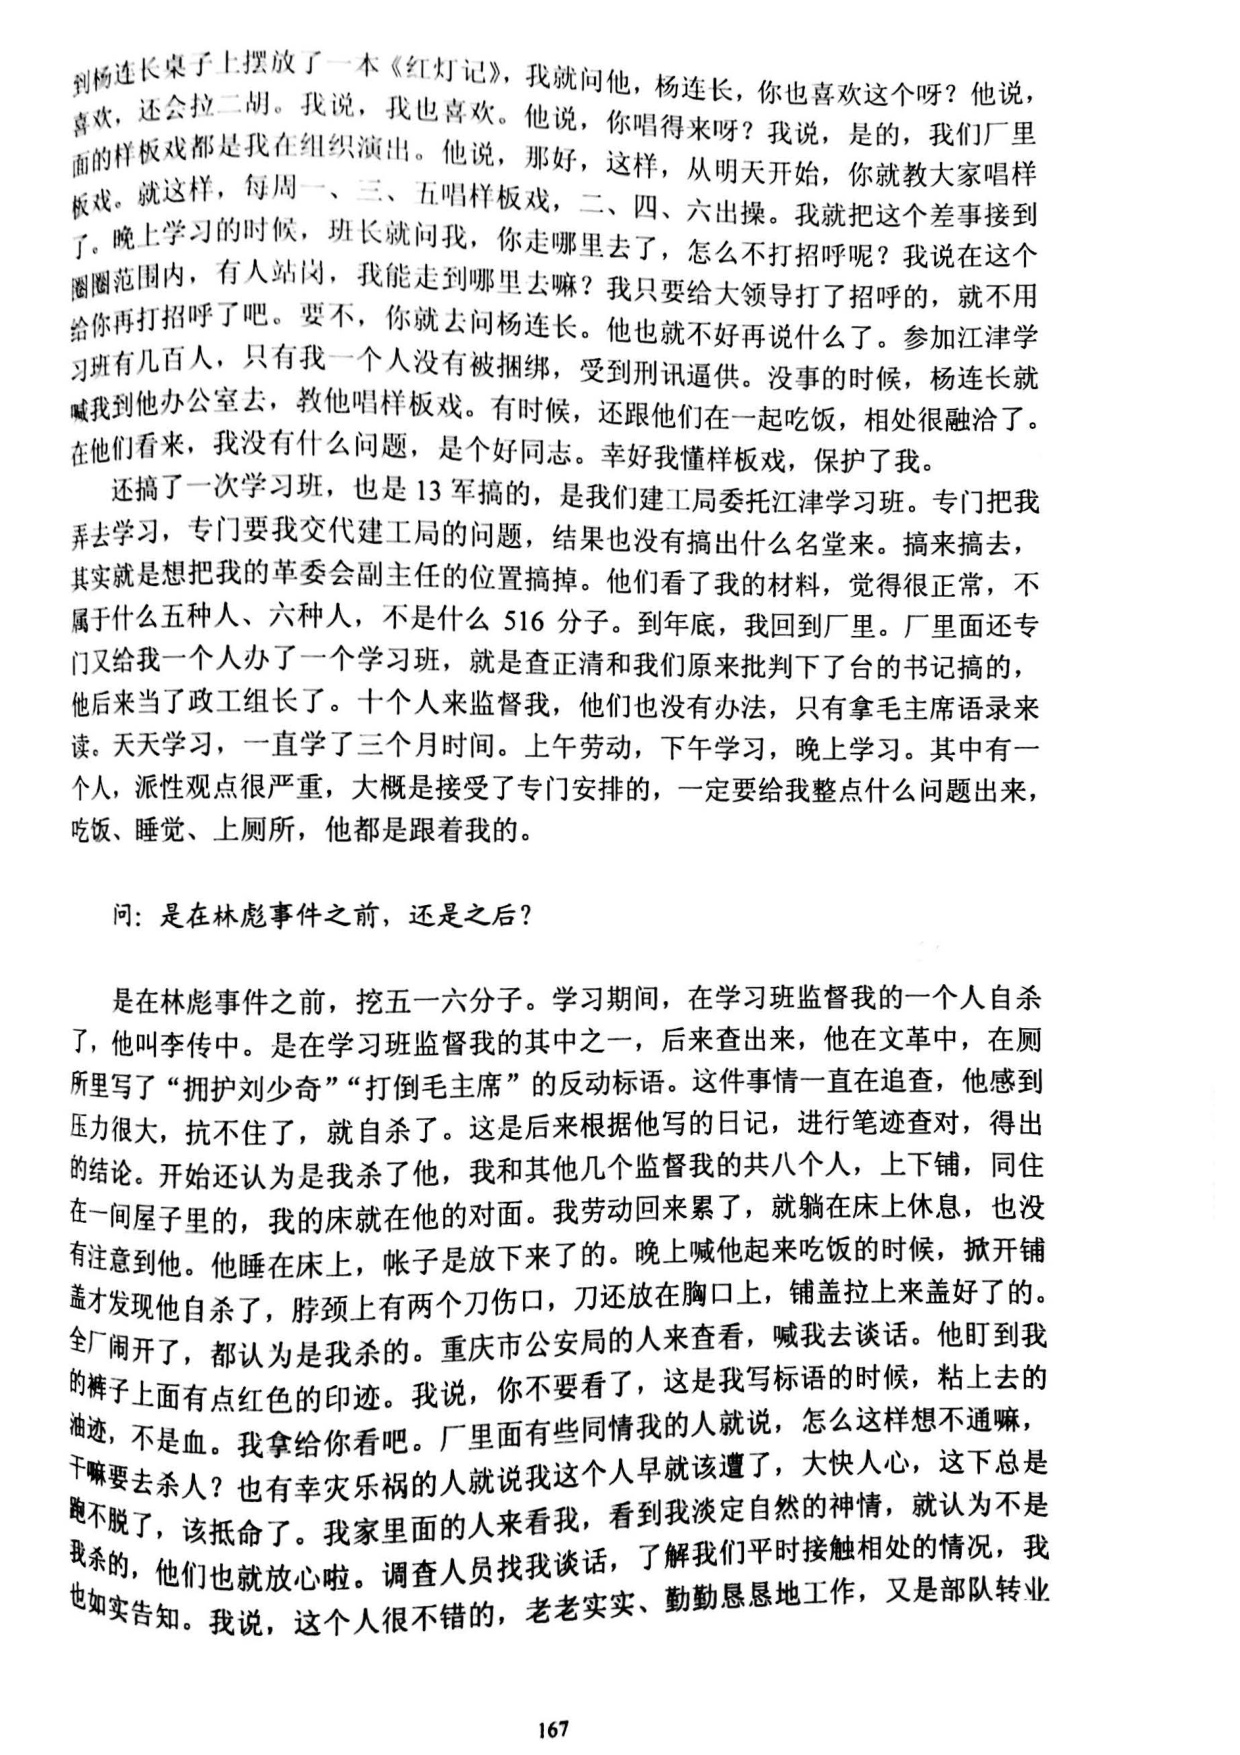 到杨连长桌子上摆放了一本《红灯记》，我就问他，杨连长，你也喜欢这个呀？他说，
喜欢，还会拉二胡。我说，我也喜欢。他说，你唱得来呀？我说，是的，我们厂里
面的样板戏都是我在组织演出。他说，那好，这样，从明天开始，你就教大家唱样
板戏。就这样，每周一、三、五唱样板戏，二、四、六出操。我就把这个差事接到
了。晚上学习的时候，班长就问我，你走哪里去了，怎么不打招呼呢？我说在这个
圈圈范围内，有人站岗，我能走到哪里去嘛？我只要给大领导打了招呼的，就不用
给你再打招呼了吧。要不，你就去问杨连长。他也就不好再说什么了。参加江津学
习班有几百人，只有我一个人没有被捆绑，受到刑讯逼供。没事的时候，杨连长就
喊我到他办公室去，教他唱样板戏。有时候，还跟他们在一起吃饭，相处很融洽了。
在他们看来，我没有什么问题，是个好同志。幸好我懂样板戏，保护了我。
还搞了一次学习班，也是 13 军搞的，是我们建工局委托江津学习班。专门把我
弄去学习，专门要我交代建工局的问题，结果也没有搞出什么名堂来。搞来搞去，
其实就是想把我的革委会副主任的位置搞掉。他们看了我的材料，觉得很正常，不
属于什么五种人、六种人，不是什么 516 分子。到年底，我回到厂里。厂里面还专
门又给我一个人办了一个学习班，就是查正清和我们原来批判下了台的书记搞的，
他后来当了政工组长了。十个人来监督我，他们也没有办法，只有拿毛主席语录来
读。天天学习，一直学了三个月时间。上午劳动，下午学习，晚上学习。其中有一
个人，派性观点很严重，大概是接受了专门安排的，一定要给我整点什么问题出来，
吃饭、睡觉、上厕所，他都是跟着我的。
问：是在林彪事件之前，还是之后？
是在林彪事件之前，挖五一六分子。学习期间，在学习班监督我的一个人自杀
了，他叫李传中。是在学习班监督我的其中之一，后来查出来，他在文革中，在厕
所里写了“拥护刘少奇”“打倒毛主席”的反动标语。这件事情一直在追查，他感到
压力很大，抗不住了，就自杀了。这是后来根据他写的日记，进行笔迹查对，得出
的结论。开始还认为是我杀了他，我和其他几个监督我的共八个人，上下铺，同住
在一间屋子里的，我的床就在他的对面。我劳动回来累了，就躺在床上休息，也没
有注意到他。他睡在床上，帐子是放下来了的。晚上喊他起来吃饭的时候，掀开铺
盖才发现他自杀了，脖颈上有两个刀伤口，刀还放在胸口上，铺盖拉上来盖好了的。
全厂闹开了，都认为是我杀的。重庆市公安局的人来查看，喊我去谈话。他盯到我
的裤子上面有点红色的印迹。我说，你不要看了，这是我写标语的时候，粘上去的
油迹，不是血。我拿给你看吧。厂里面有些同情我的人就说，怎么这样想不通嘛，
干嘛要去杀人？也有幸灾乐祸的人就说我这个人早就该遭了，大快人心，这下总是
跑不脱了，该抵命了。我家里面的人来看我，看到我淡定自然的神情，就认为不是
我杀的，他们也就放心啦。调查人员找我谈话，了解我们平时接触相处的情况，我
也如实告知。我说，这个人很不错的，老老实实、勤勤恳恳地工作，又是部队转业
167